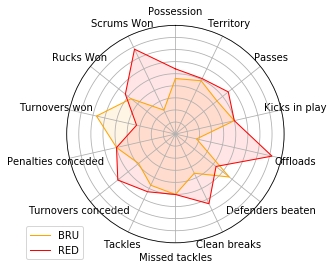 Possession
Scrums Won
Territory
Rucks Won
Passes
Turnovers won
Kicks in play
Penalties conceded
Offloads
Turnovers conceded
Defenders beaten
Tackles
Clean breaks
Missed tackles
BRU
RED